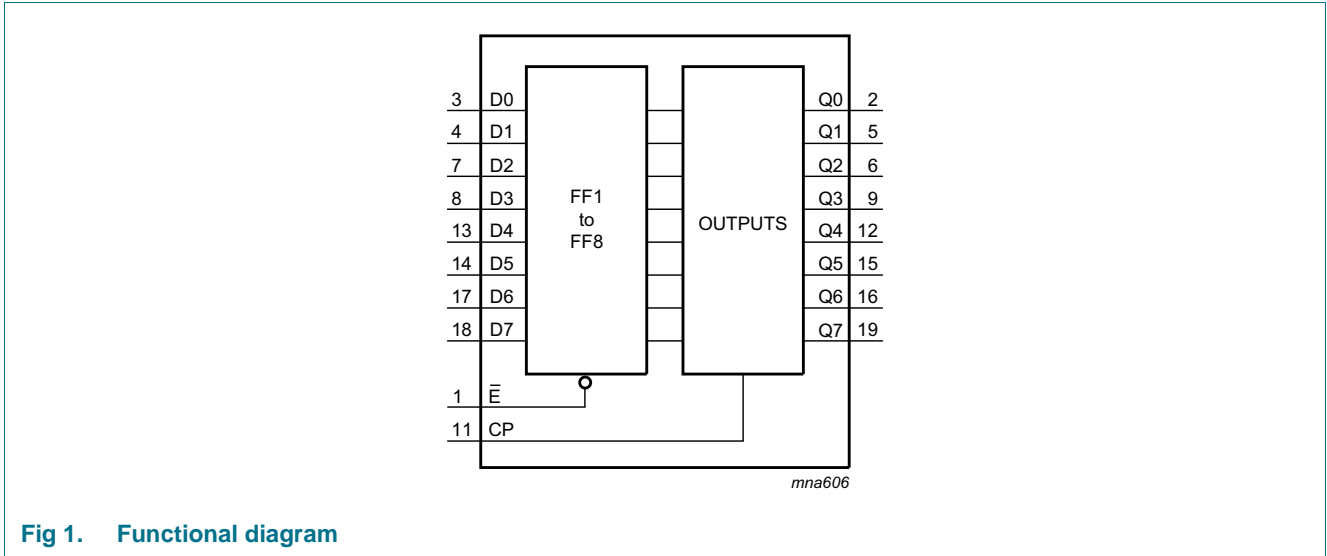 3 D0 Q0 2
4 D1 Q1 5
7 D2 Q2 6
8 D3 FF1 Q3 9
to OUTPUTS
13 D4 FF8 Q4 12
14 D5 Q5 15
17 D6 Q6 16
18 D7 Q7 19
1 E̅
11 CP
mna606
Fig 1. Functional diagram